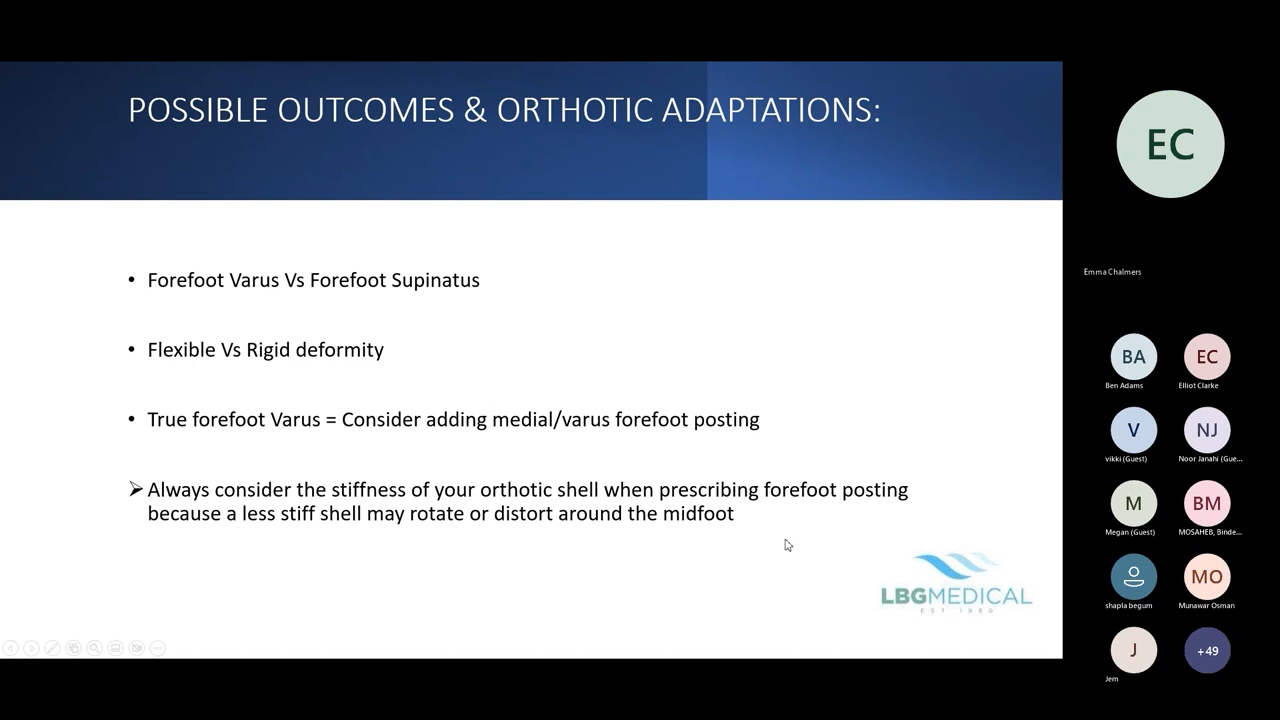 POSSIBLE OUTCOMES & ORTHOTIC ADAPTATIONS:
• Forefoot Varus Vs Forefoot Supinatus
• Flexible Vs Rigid deformity
• True forefoot Varus = Consider adding medial/varus forefoot posting
➢ Always consider the stiffness of your orthotic shell when prescribing forefoot posting
because a less stiff shell may rotate or distort around the midfoot
LBGMEDICAL
EST 1980
EC
Emma Chalmers
BA
EC
Ben Adams
Elliot Clarke
V
NJ
vikki (Guest)
Noor Janahi (Gue...
M
BM
Megan (Guest)
MOSAHEB, Binde...
MO
shapla begum
Munawar Osman
J
+49
Jem